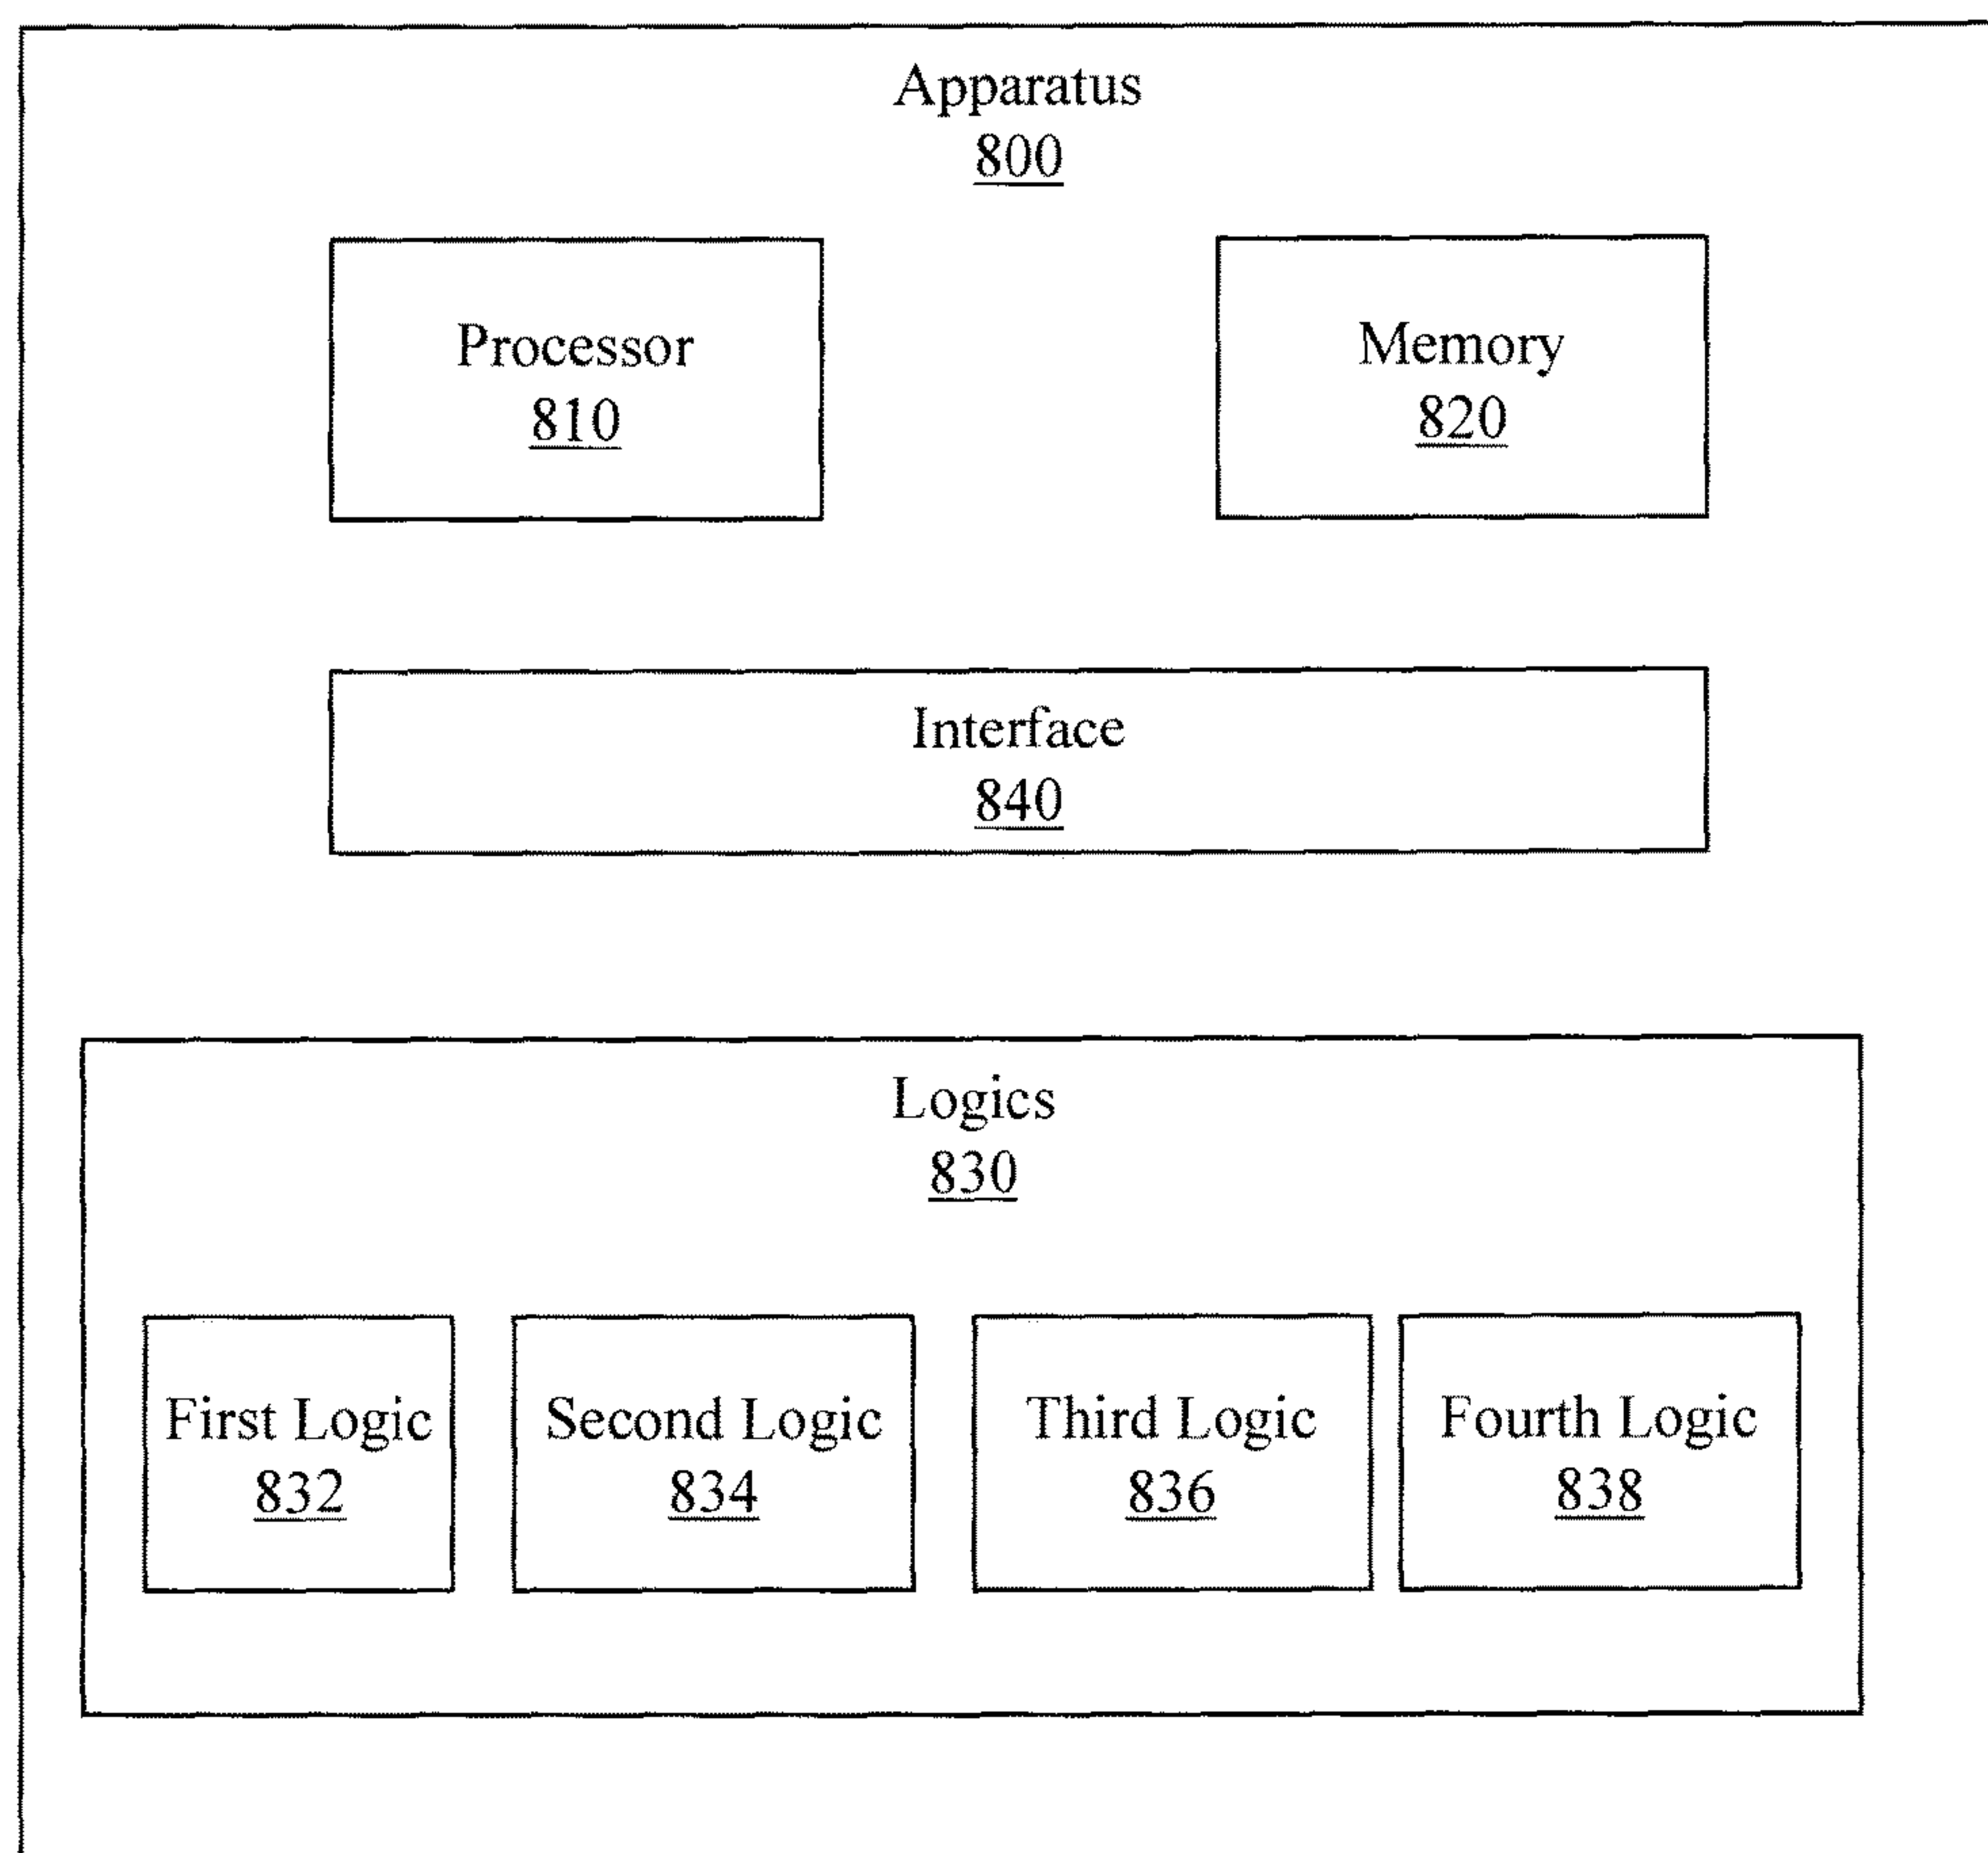 Apparatus
800
Processor
810
Memory
820
Interface
840
Logics
830
First Logic
832
Second Logic
834
Third Logic
836
Fourth Logic
838